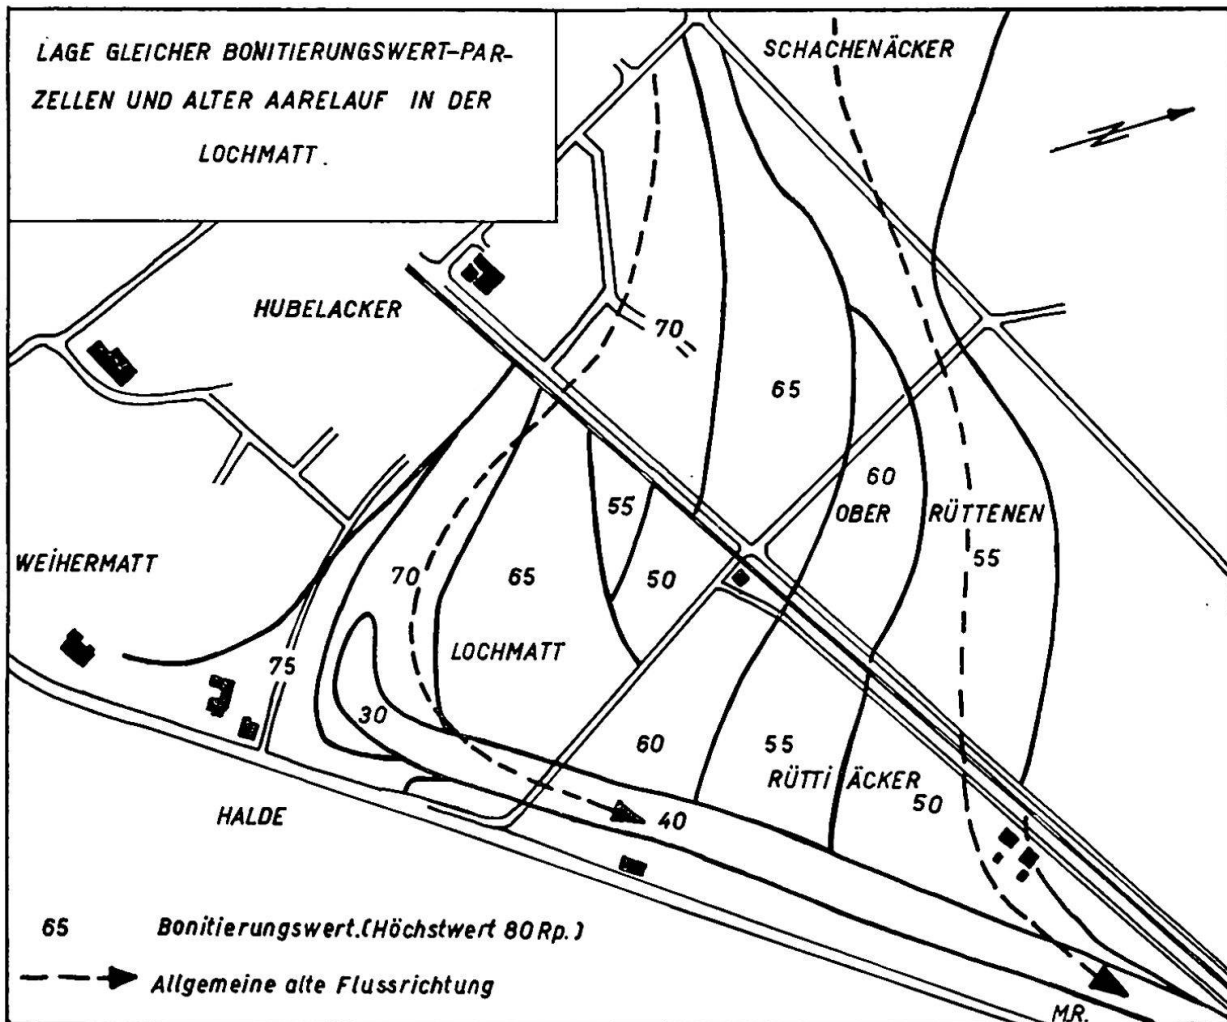 LAGE GLEICHER BONITIERUNGSWERT-PAR-
ZELLEN UND ALTER AARELAUF IN DER
LOCHMATT.
SCHACHENÄCKER
N
HUBELACKER
70
65
60
55
OBER RÜTTENEN
55
WEIHERMATT
70
65
50
LOCHMATT
75
30
60
55
RÜTTI ÄCKER
50
HALDE
40
65 Bonitierungswert.(Höchstwert 80 Rp.)
Allgemeine alte Flussrichtung
M.R.